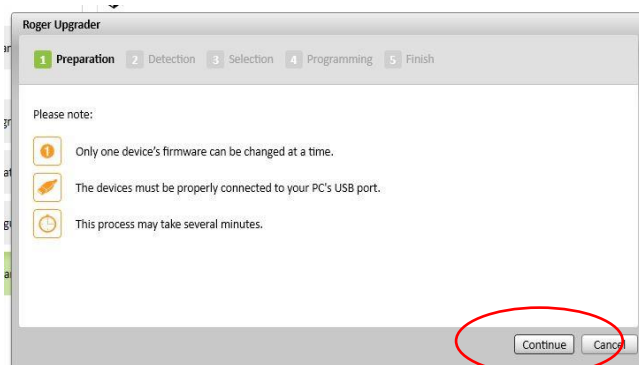 Roger Upgrader
1 Preparation 2 Detection 3 Selection 4 Programming 5 Finish
Please note:
1 Only one device's firmware can be changed at a time.
The devices must be properly connected to your PC's USB port.
This process may take several minutes.
Continue Cancel